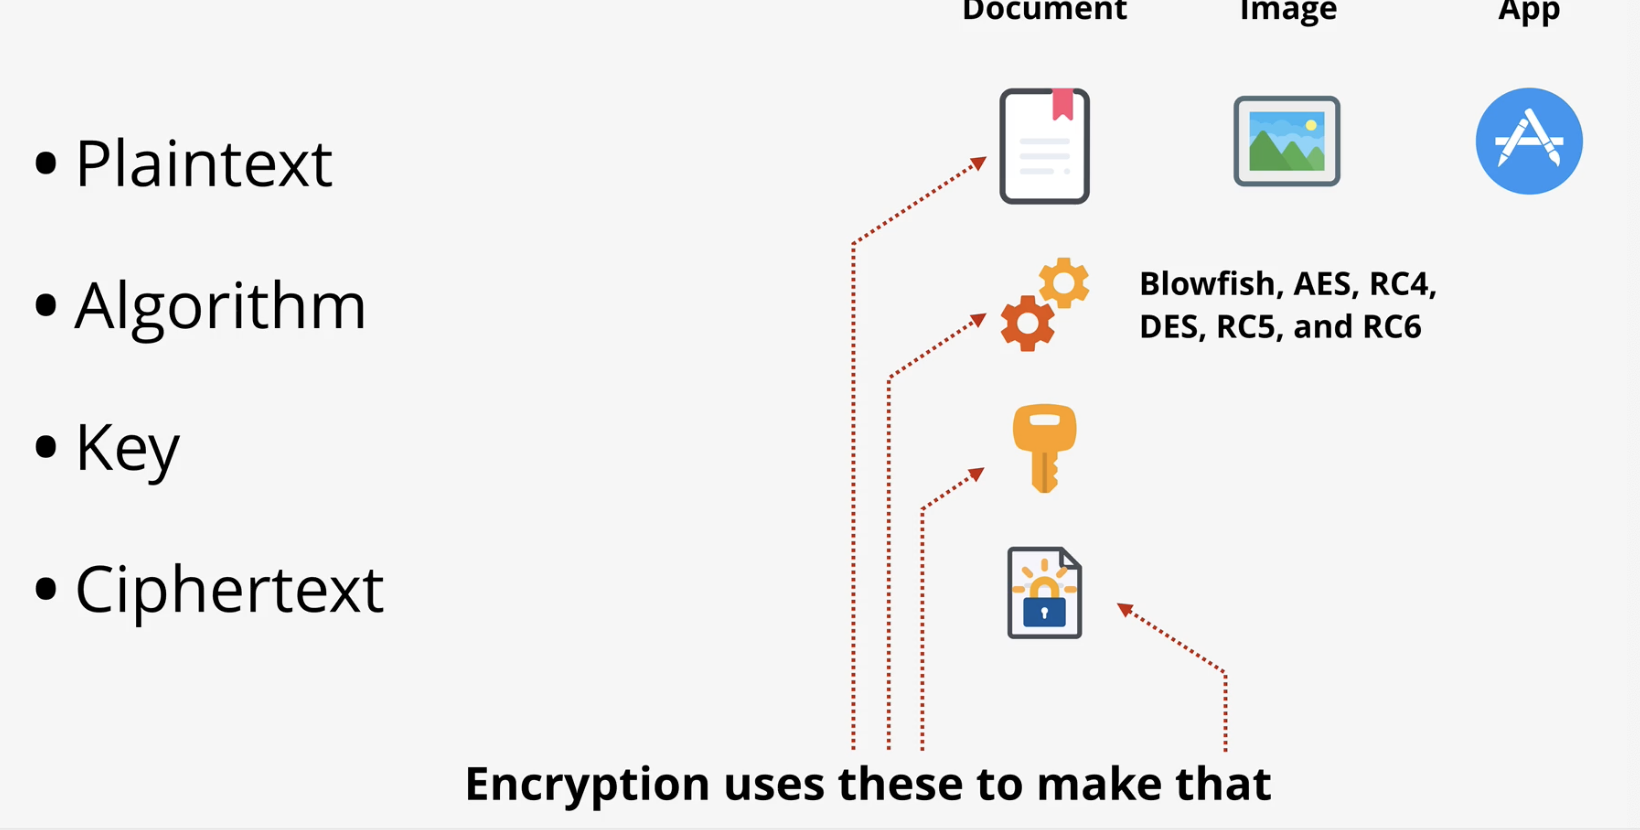 Document Image App
• Plaintext
• Algorithm
Blowfish, AES, RC4,
DES, RC5, and RC6
• Key
• Ciphertext
Encryption uses these to make that